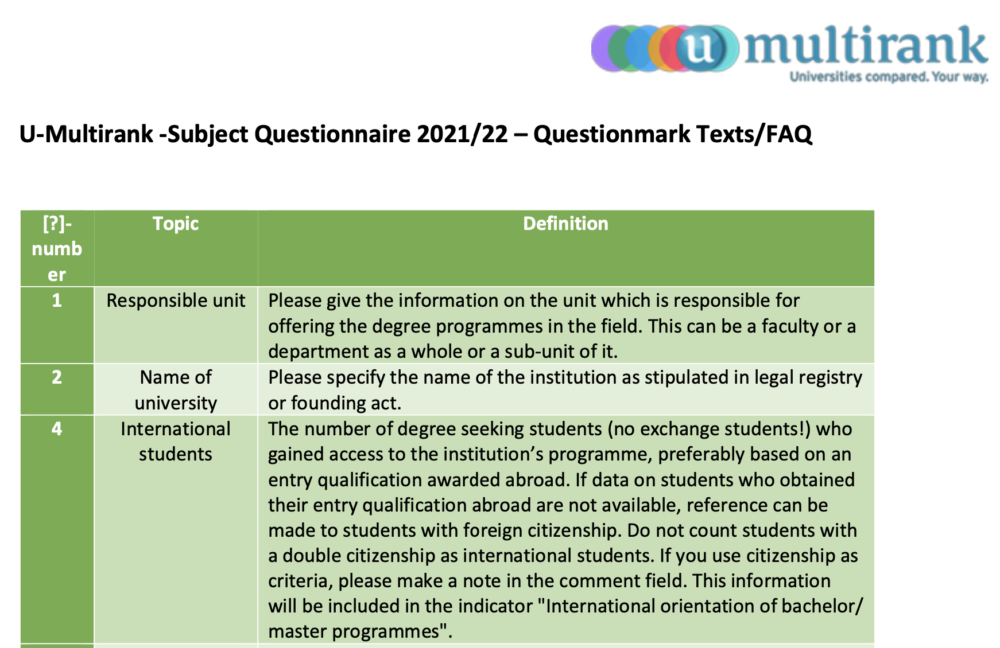 u multirank
Universities compared. Your way.
U-Multirank -Subject Questionnaire 2021/22 – Questionmark Texts/FAQ
[?]-
numb
er
Topic
Definition
1
Responsible unit
Please give the information on the unit which is responsible for
offering the degree programmes in the field. This can be a faculty or a
department as a whole or a sub-unit of it.
2
Name of
university
Please specify the name of the institution as stipulated in legal registry
or founding act.
4
International
students
The number of degree seeking students (no exchange students!) who
gained access to the institution’s programme, preferably based on an
entry qualification awarded abroad. If data on students who obtained
their entry qualification abroad are not available, reference can be
made to students with foreign citizenship. Do not count students with
a double citizenship as international students. If you use citizenship as
criteria, please make a note in the comment field. This information
will be included in the indicator "International orientation of bachelor/
master programmes".